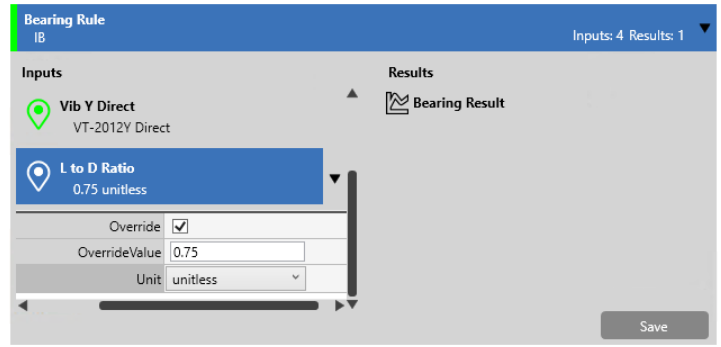 Bearing Rule
IB
Inputs: 4 Results: 1
Inputs
Results
Vib Y Direct
VT-2012Y Direct
Bearing Result
L to D Ratio
0.75 unitless
Override
OverrideValue 0.75
Unit unitless
Save